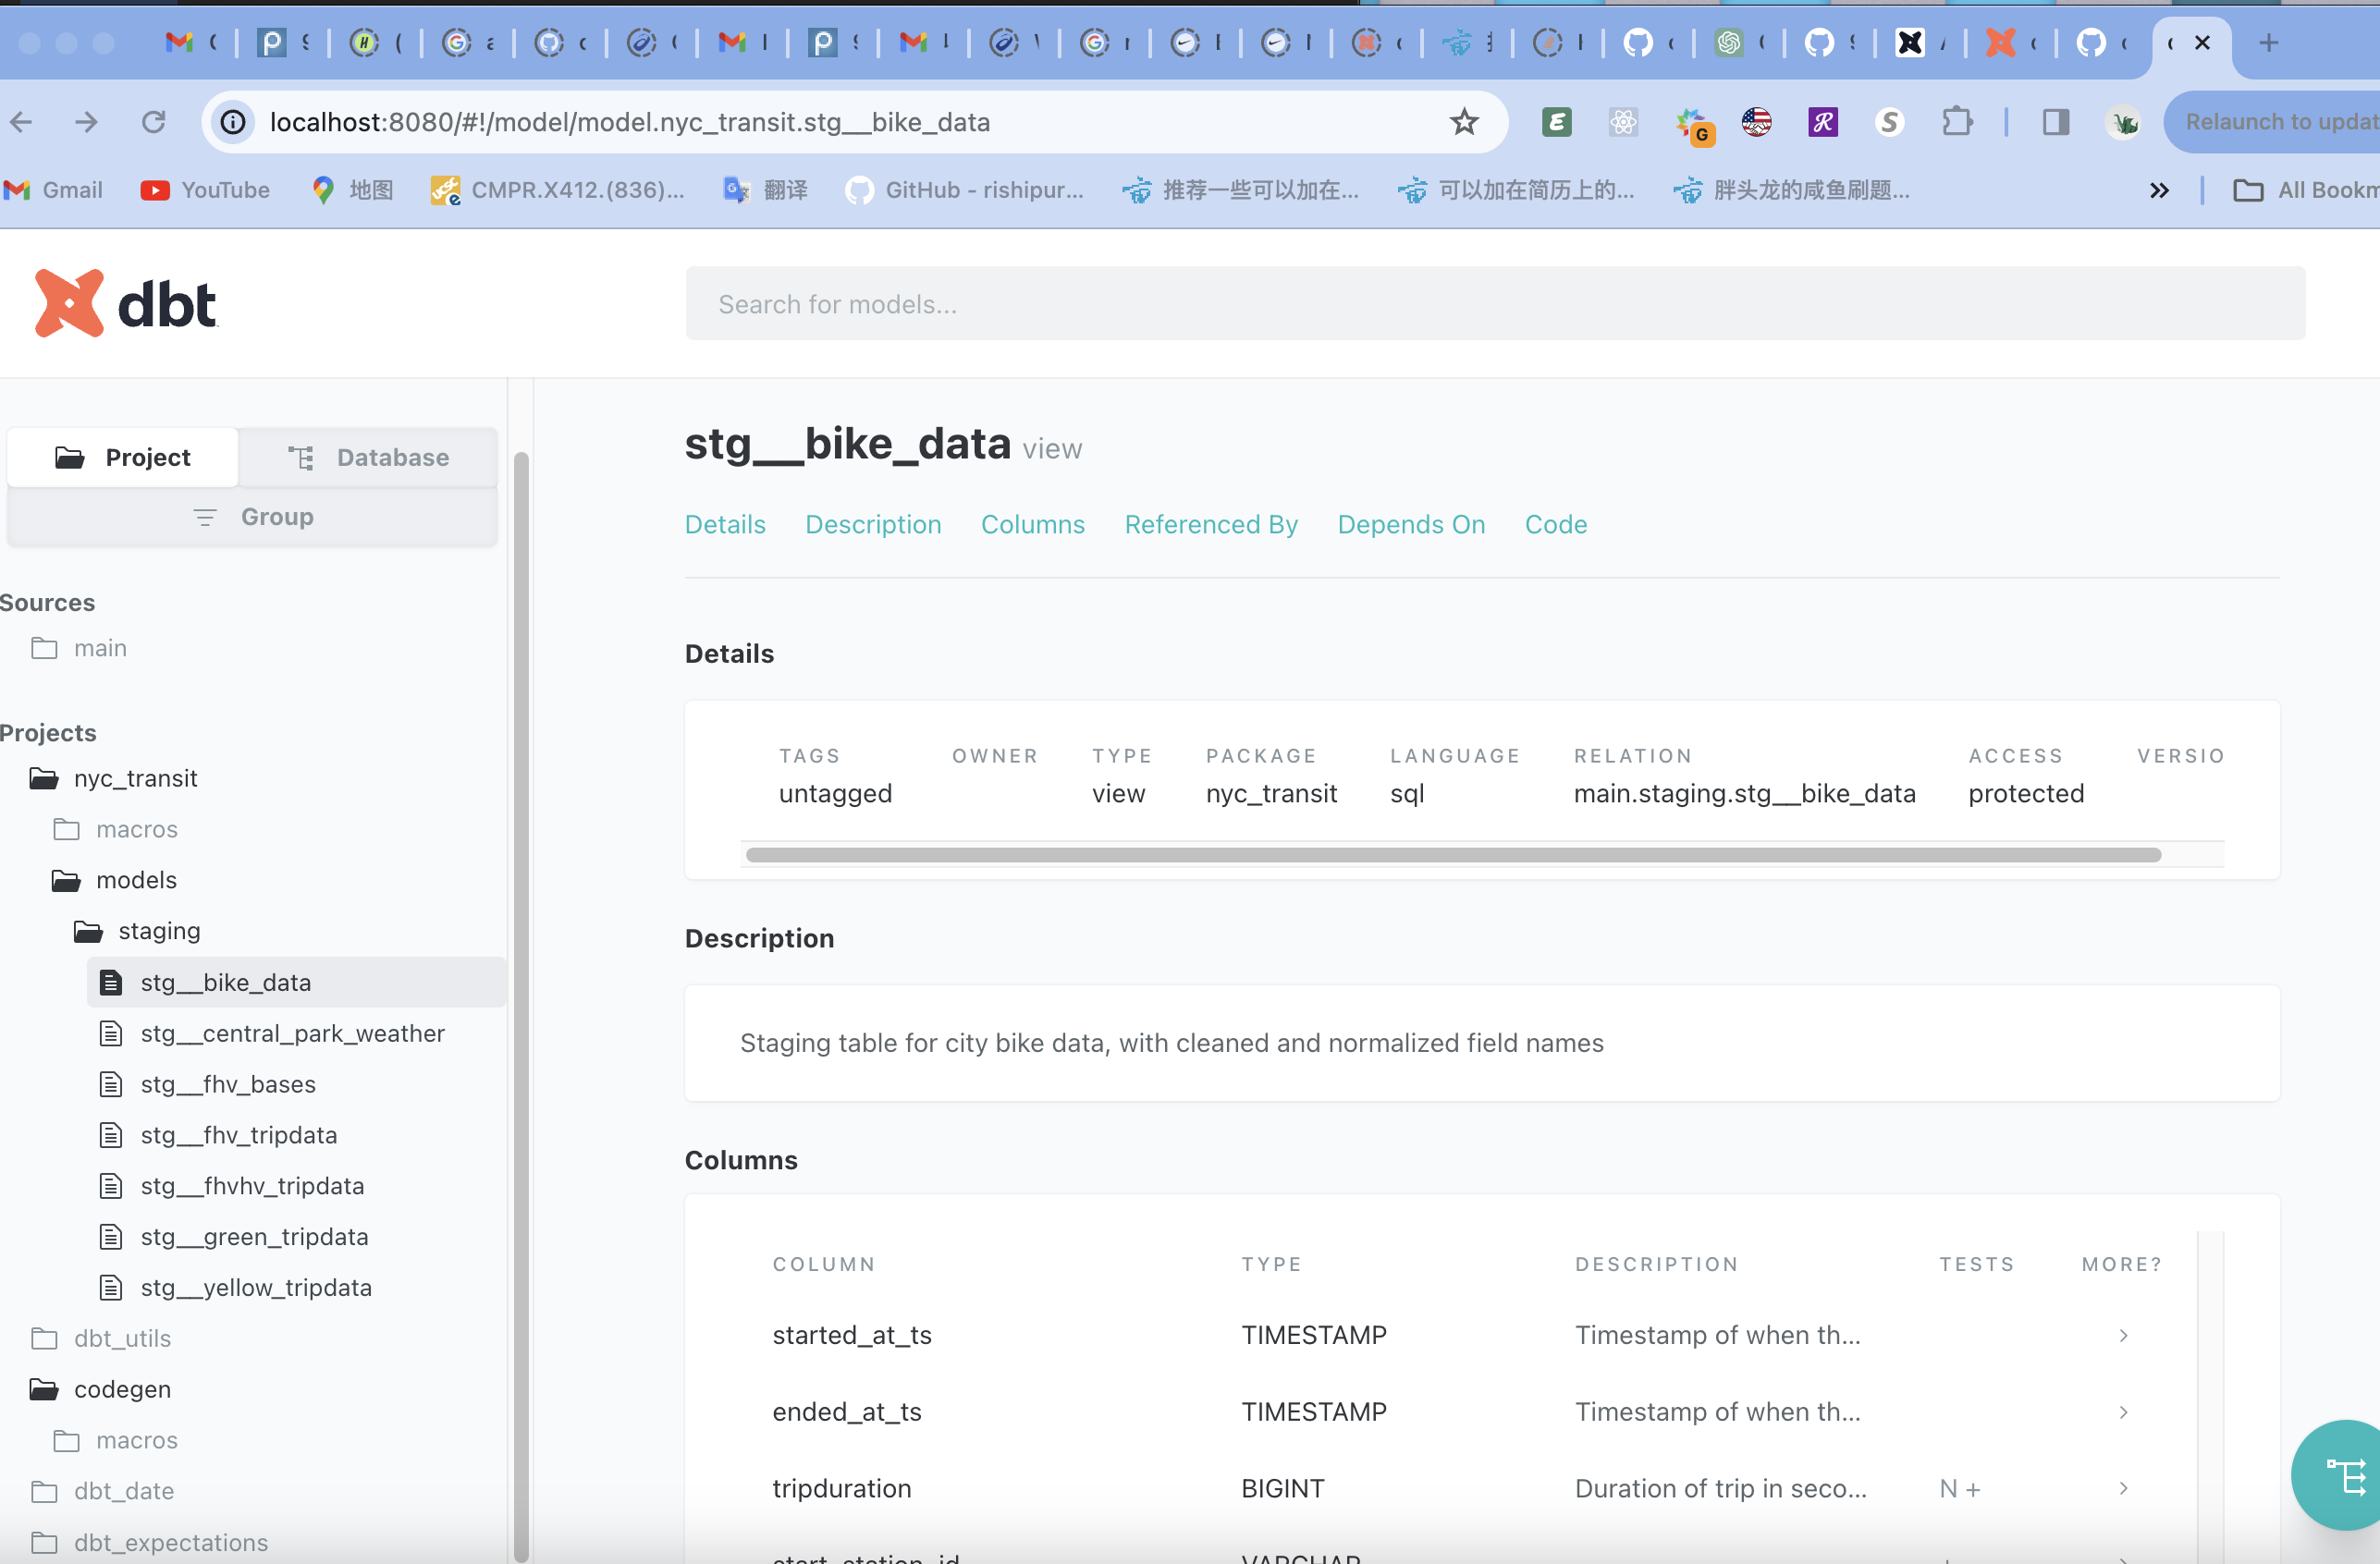 localhost:8080/#!/model/model.nyc_transit.stg__bike_data
Relaunch to updat
Gmail YouTube 地图 CMPR.X412.(836)... 翻译 GitHub - rishipur... 推荐一些可以加在... 可以加在简历上的... 胖头龙的咸鱼刷题... » All Bookm
dbt
Search for models...
Project Database
Group
Sources
main
Projects
nyc_transit
macros
models
staging
stg__bike_data
stg__central_park_weather
stg__fhv_bases
stg__fhv_tripdata
stg__fhvhv_tripdata
stg__green_tripdata
stg__yellow_tripdata
dbt_utils
codegen
macros
dbt_date
dbt_expectations
stg__bike_data view
Details Description Columns Referenced By Depends On Code
Details
TAGS OWNER TYPE PACKAGE LANGUAGE RELATION ACCESS VERSIO
untagged view nyc_transit sql main.staging.stg__bike_data protected
Description
Staging table for city bike data, with cleaned and normalized field names
Columns
COLUMN TYPE DESCRIPTION TESTS MORE?
started_at_ts TIMESTAMP Timestamp of when th...
ended_at_ts TIMESTAMP Timestamp of when th...
tripduration BIGINT Duration of trip in seco... N +
start_station_id VARCHAR